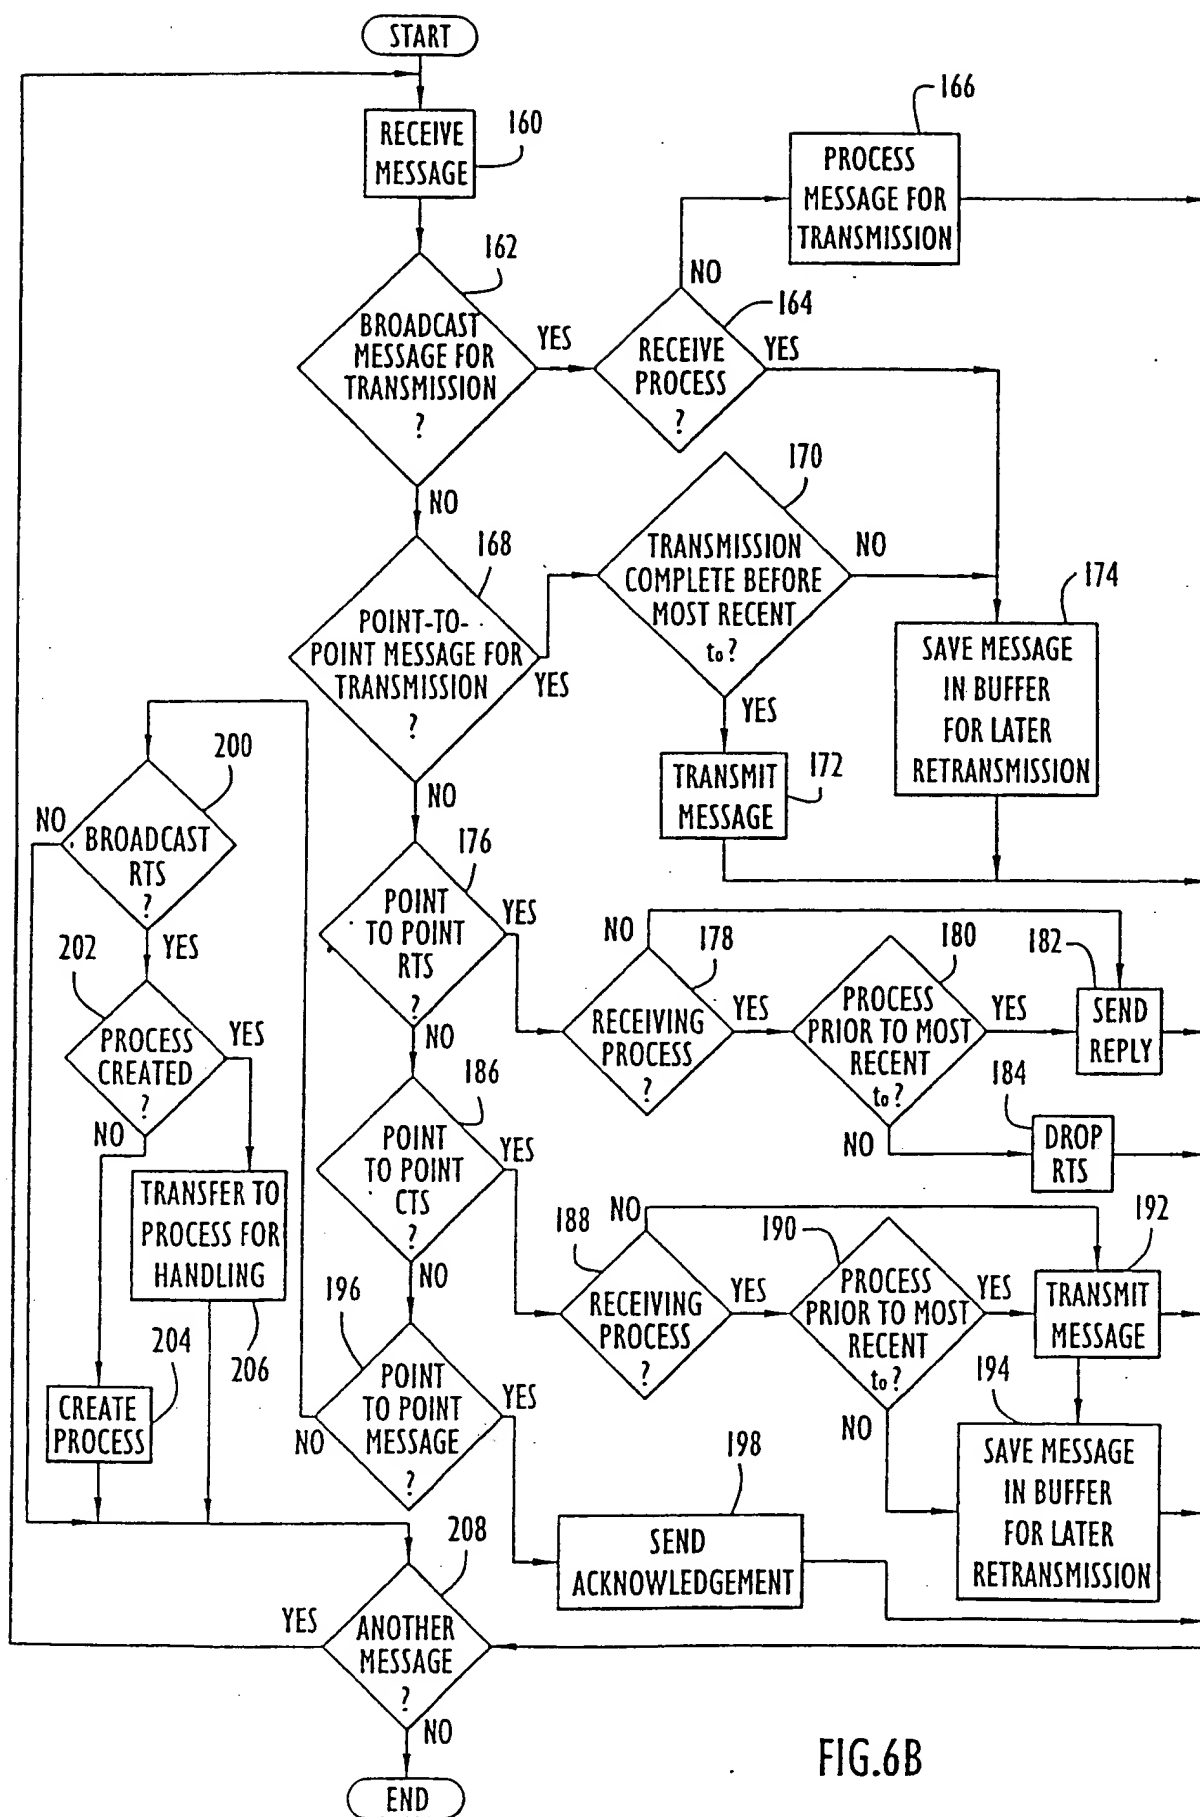 START
RECEIVE
MESSAGE
160
166
PROCESS
MESSAGE FOR
TRANSMISSION
162
BROADCAST
MESSAGE FOR
TRANSMISSION
?
YES
NO
164
RECEIVE
PROCESS
?
YES
NO
168
POINT-TO-
POINT MESSAGE FOR
TRANSMISSION
?
YES
170
TRANSMISSION
COMPLETE BEFORE
MOST RECENT
to?
NO
YES
174
SAVE MESSAGE
IN BUFFER
FOR LATER
RETRANSMISSION
TRANSMIT
MESSAGE
172
NO
200
NO
BROADCAST
RTS
?
YES
176
POINT
TO POINT
RTS
?
YES
NO
NO
178
RECEIVING
PROCESS
?
YES
180
PROCESS
PRIOR TO MOST
RECENT
to?
YES
182
SEND
REPLY
NO
184
DROP
RTS
202
PROCESS
CREATED
?
YES
NO
TRANSFER TO
PROCESS FOR
HANDLING
206
204
CREATE
PROCESS
186
POINT
TO POINT
CTS
?
YES
NO
NO
188
RECEIVING
PROCESS
?
YES
190
PROCESS
PRIOR TO MOST
RECENT
to?
YES
192
TRANSMIT
MESSAGE
NO
194
SAVE MESSAGE
IN BUFFER
FOR LATER
RETRANSMISSION
196
POINT
TO POINT
MESSAGE
?
YES
NO
198
SEND
ACKNOWLEDGEMENT
208
YES
ANOTHER
MESSAGE
?
NO
END
FIG.6B